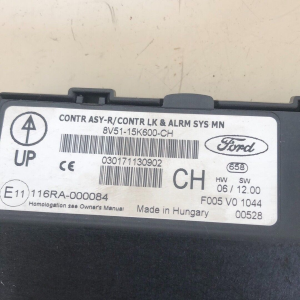 CONTR ASY-R/CONTR LK & ALRM SYS MN
8V51-15K600-CH
Ford
UP
CE
030171130902
CH
656
HW SW
06 / 12.00
E11 116RA-000084
F005 V0 1044
Homologation see Owner's Manual
Made in Hungary
00528